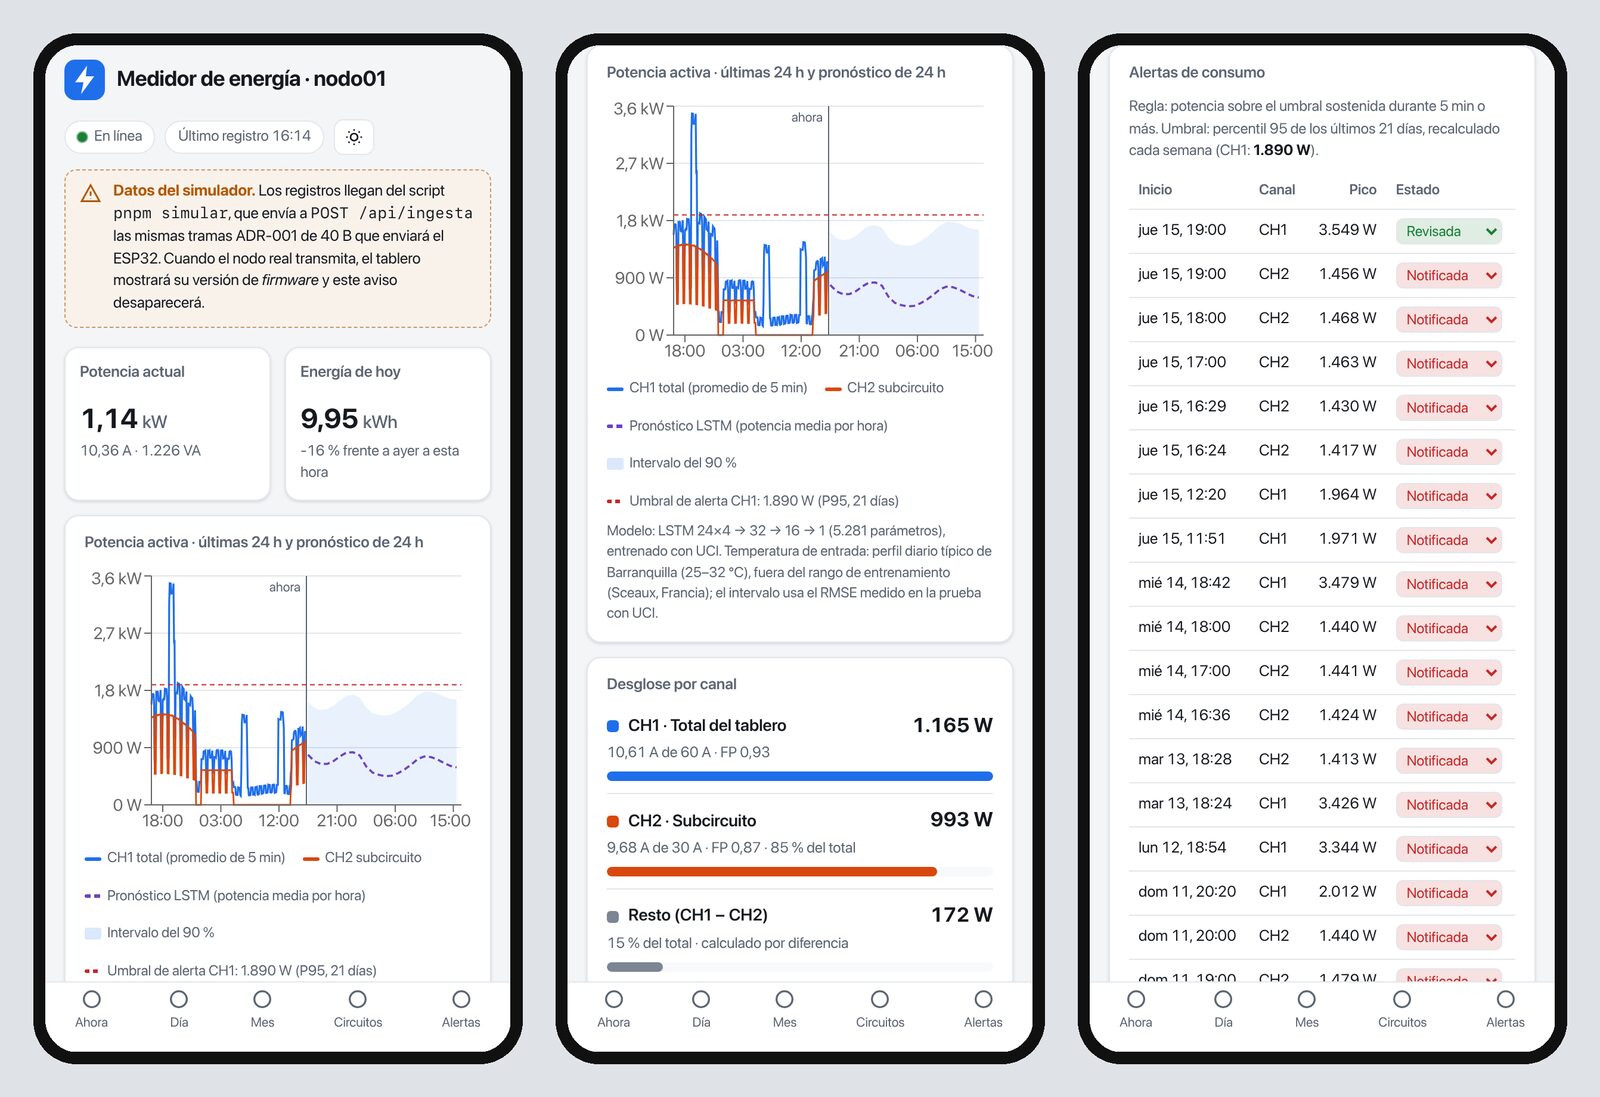 Medidor de energía · nodo01
En línea
Último registro 16:14
Datos del simulador. Los registros llegan del script
pnpm simular, que envía a POST /api/ingesta
las mismas tramas ADR-001 de 40 B que enviará el
ESP32. Cuando el nodo real transmita, el tablero
mostrará su versión de firmware y este aviso
desaparecerá.
Potencia actual
1,14 kW
10,36 A · 1.226 VA
Energía de hoy
9,95 kWh
-16 % frente a ayer a esta
hora
Potencia activa · últimas 24 h y pronóstico de 24 h
3,6 kW
ahora
2,7 kW
1,8 kW
900 W
0 W
18:00 03:00 12:00 21:00 06:00 15:00
CH1 total (promedio de 5 min) CH2 subcircuito
Pronóstico LSTM (potencia media por hora)
Intervalo del 90 %
Umbral de alerta CH1: 1.890 W (P95, 21 días)
Ahora Día Mes Circuitos Alertas
Potencia activa · últimas 24 h y pronóstico de 24 h
3,6 kW
ahora
2,7 kW
1,8 kW
900 W
0 W
18:00 03:00 12:00 21:00 06:00 15:00
CH1 total (promedio de 5 min) CH2 subcircuito
Pronóstico LSTM (potencia media por hora)
Intervalo del 90 %
Umbral de alerta CH1: 1.890 W (P95, 21 días)
Modelo: LSTM 24×4 → 32 → 16 → 1 (5.281 parámetros),
entrenado con UCI. Temperatura de entrada: perfil diario típico de
Barranquilla (25–32 °C), fuera del rango de entrenamiento
(Sceaux, Francia); el intervalo usa el RMSE medido en la prueba
con UCI.
Desglose por canal
CH1 · Total del tablero 1.165 W
10,61 A de 60 A · FP 0,93
CH2 · Subcircuito 993 W
9,68 A de 30 A · FP 0,87 · 85 % del total
Resto (CH1 – CH2) 172 W
15 % del total · calculado por diferencia
Ahora Día Mes Circuitos Alertas
Alertas de consumo
Regla: potencia sobre el umbral sostenida durante 5 min o
más. Umbral: percentil 95 de los últimos 21 días, recalculado
cada semana (CH1: 1.890 W).
Inicio Canal Pico Estado
jue 15, 19:00 CH1 3.549 W Revisada
jue 15, 19:00 CH2 1.456 W Notificada
jue 15, 18:00 CH2 1.468 W Notificada
jue 15, 17:00 CH2 1.463 W Notificada
jue 15, 16:29 CH2 1.430 W Notificada
jue 15, 16:24 CH2 1.417 W Notificada
jue 15, 12:20 CH1 1.964 W Notificada
jue 15, 11:51 CH1 1.971 W Notificada
mié 14, 18:42 CH1 3.479 W Notificada
mié 14, 18:00 CH2 1.440 W Notificada
mié 14, 17:00 CH2 1.441 W Notificada
mié 14, 16:36 CH2 1.424 W Notificada
mar 13, 18:28 CH2 1.413 W Notificada
mar 13, 18:24 CH1 3.426 W Notificada
lun 12, 18:54 CH1 3.344 W Notificada
dom 11, 20:20 CH1 2.012 W Notificada
dom 11, 20:00 CH2 1.440 W Notificada
dom 11, 19:00 CH2 1.479 W Notificada
Ahora Día Mes Circuitos Alertas